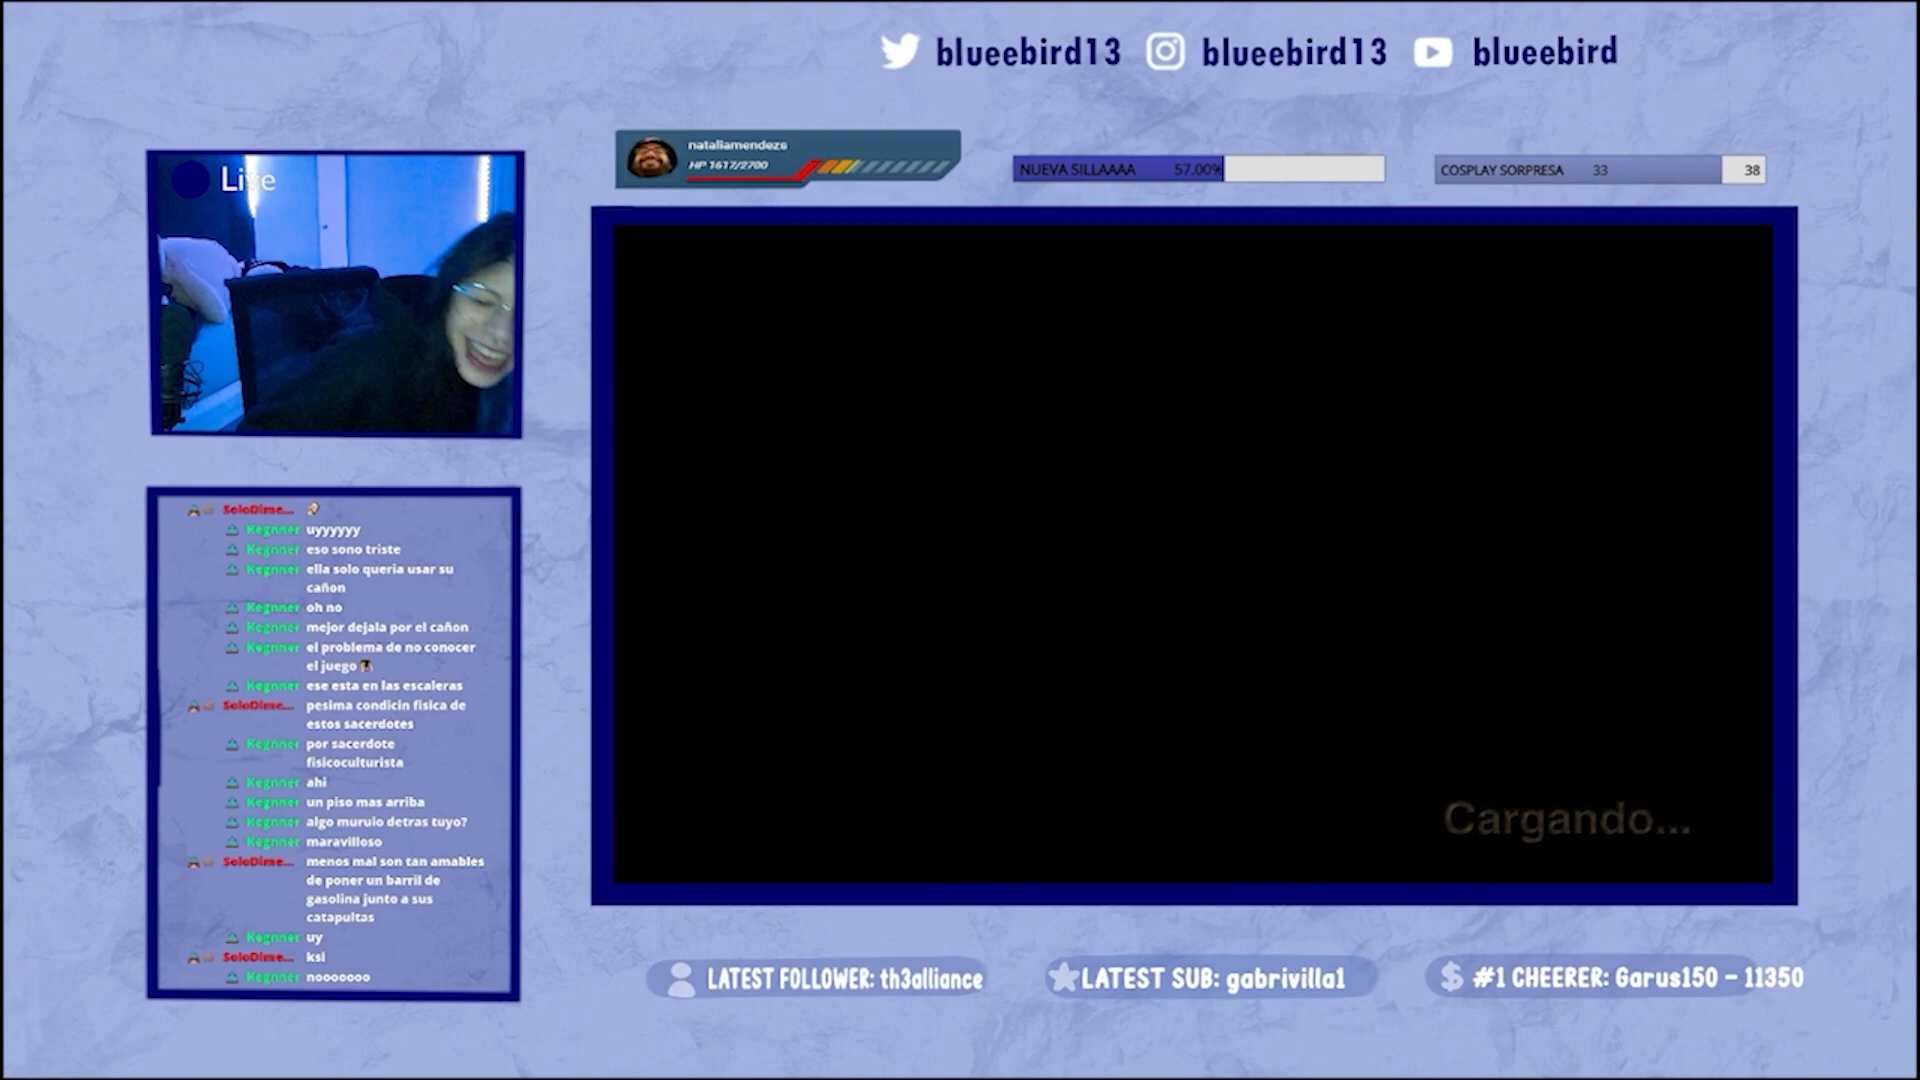 blueebird13 blueebird13 blueebird
nataliamendezs
HP 1617/2700
NUEVA SILLAAAA 57.00%
COSPLAY SORPRESA 33 38
Live
SoloDime...
Kegnner uyyyyyy
Kegnner eso sono triste
Kegnner ella solo queria usar su
cañon
Kegnner oh no
Kegnner mejor dejala por el cañon
Kegnner el problema de no conocer
el juego
Kegnner ese esta en las escaleras
SoloDime... pesima condicin fisica de
estos sacerdotes
Kegnner por sacerdote
fisicoculturista
Kegnner ahi
Kegnner un piso mas arriba
Kegnner algo muruio detras tuyo?
Kegnner maravilloso
SoloDime... menos mal son tan amables
de poner un barril de
gasolina junto a sus
catapultas
Kegnner uy
SoloDime... ksi
Kegnner nooooooo
Cargando...
LATEST FOLLOWER: th3alliance
LATEST SUB: gabrivilla1
#1 CHEERER: Garus150 - 11350